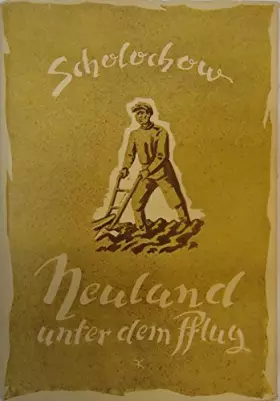 Scholochow
Neuland
unter dem Pflug